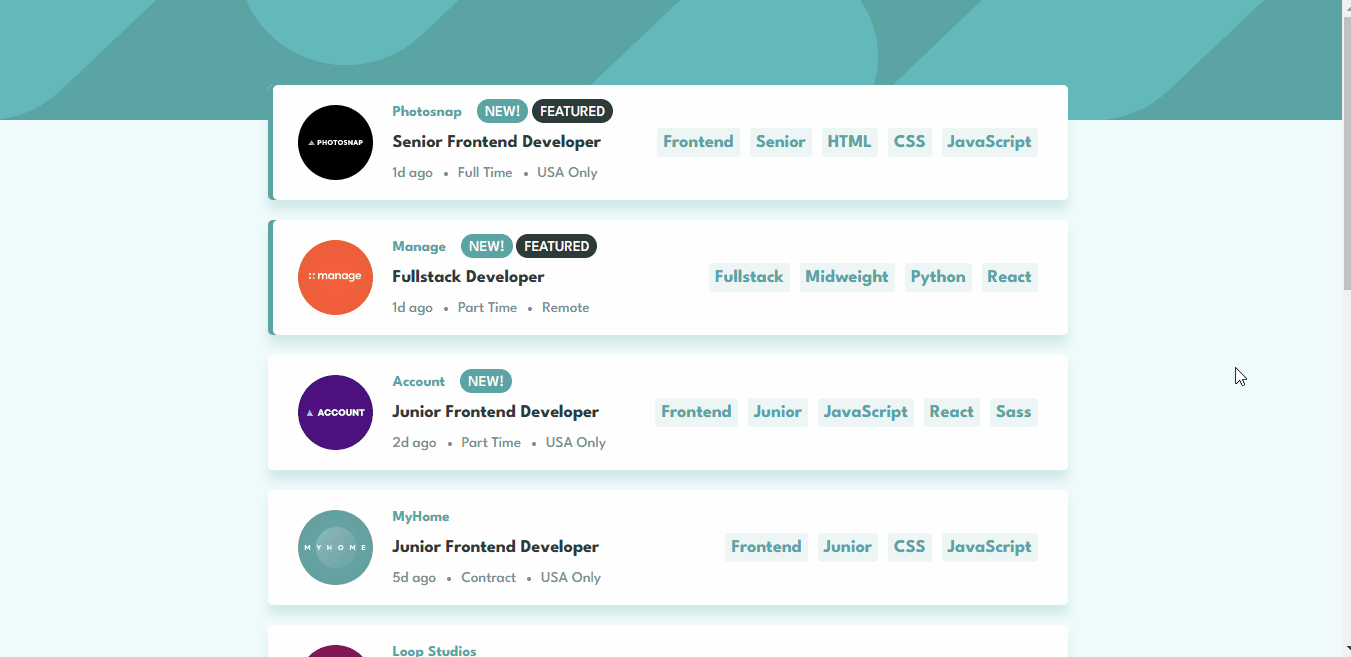 Photosnap NEW! FEATURED
PHOTOSNAP
Senior Frontend Developer
Frontend Senior HTML CSS JavaScript
1d ago • Full Time • USA Only
Manage NEW! FEATURED
:: manage
Fullstack Developer
Fullstack Midweight Python React
1d ago • Part Time • Remote
Account NEW!
ACCOUNT
Junior Frontend Developer
Frontend Junior JavaScript React Sass
2d ago • Part Time • USA Only
MyHome
MYHOME
Junior Frontend Developer
Frontend Junior CSS JavaScript
5d ago • Contract • USA Only
Loop Studios